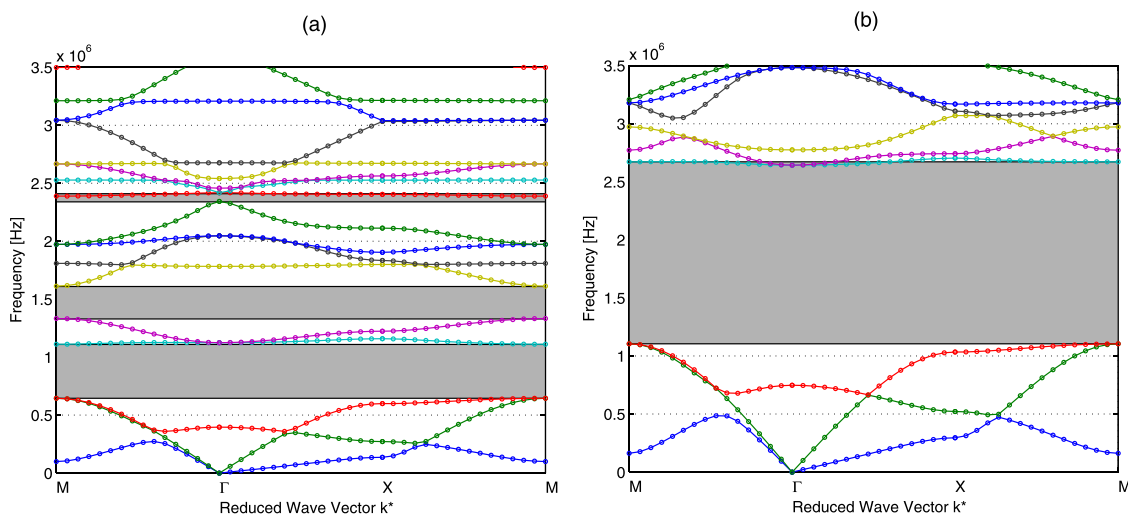 (a)
x 10^6
3.5
3
2.5
2
1.5
1
0.5
0
Frequency [Hz]
M Γ X M
Reduced Wave Vector k*
(b)
x 10^6
3.5
3
2.5
2
1.5
1
0.5
0
Frequency [Hz]
M Γ X M
Reduced Wave Vector k*